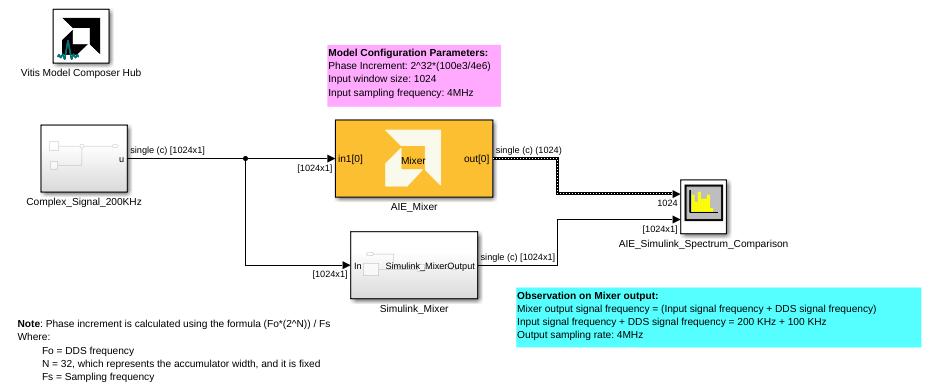 Vitis Model Composer Hub
Model Configuration Parameters:
Phase Increment: 2^32*(100e3/4e6)
Input window size: 1024
Input sampling frequency: 4MHz
u
single (c) [1024x1]
Complex_Signal_200KHz
[1024x1]
in1[0]
Mixer
out[0]
single (c) (1024)
AIE_Mixer
1024
[1024x1]
AIE_Simulink_Spectrum_Comparison
[1024x1]
In
Simulink_MixerOutput
single (c) [1024x1]
Simulink_Mixer
Observation on Mixer output:
Mixer output signal frequency = (Input signal frequency + DDS signal frequency)
Input signal frequency + DDS signal frequency = 200 KHz + 100 KHz
Output sampling rate: 4MHz
Note: Phase increment is calculated using the formula (Fo*(2^N)) / Fs
Where:
Fo = DDS frequency
N = 32, which represents the accumulator width, and it is fixed
Fs = Sampling frequency